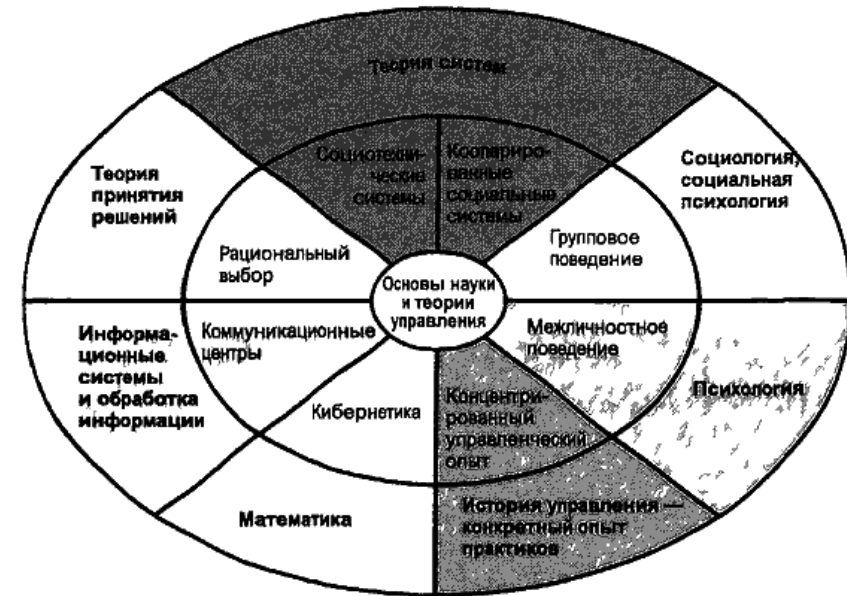 Теория систем
Социотехни-
ческие
системы
Коопериро-
ванные
социальные
системы
Теория
принятия
решений
Социология,
социальная
психология
Рациональный
выбор
Групповое
поведение
Основы науки
и теории
управления
Информа-
ционные
системы
и обработка
информации
Коммуникационные
центры
Межличностное
поведение
Психология
Кибернетика
Концентри-
рованный
управленческий
опыт
Математика
История управления —
конкретный опыт
практиков